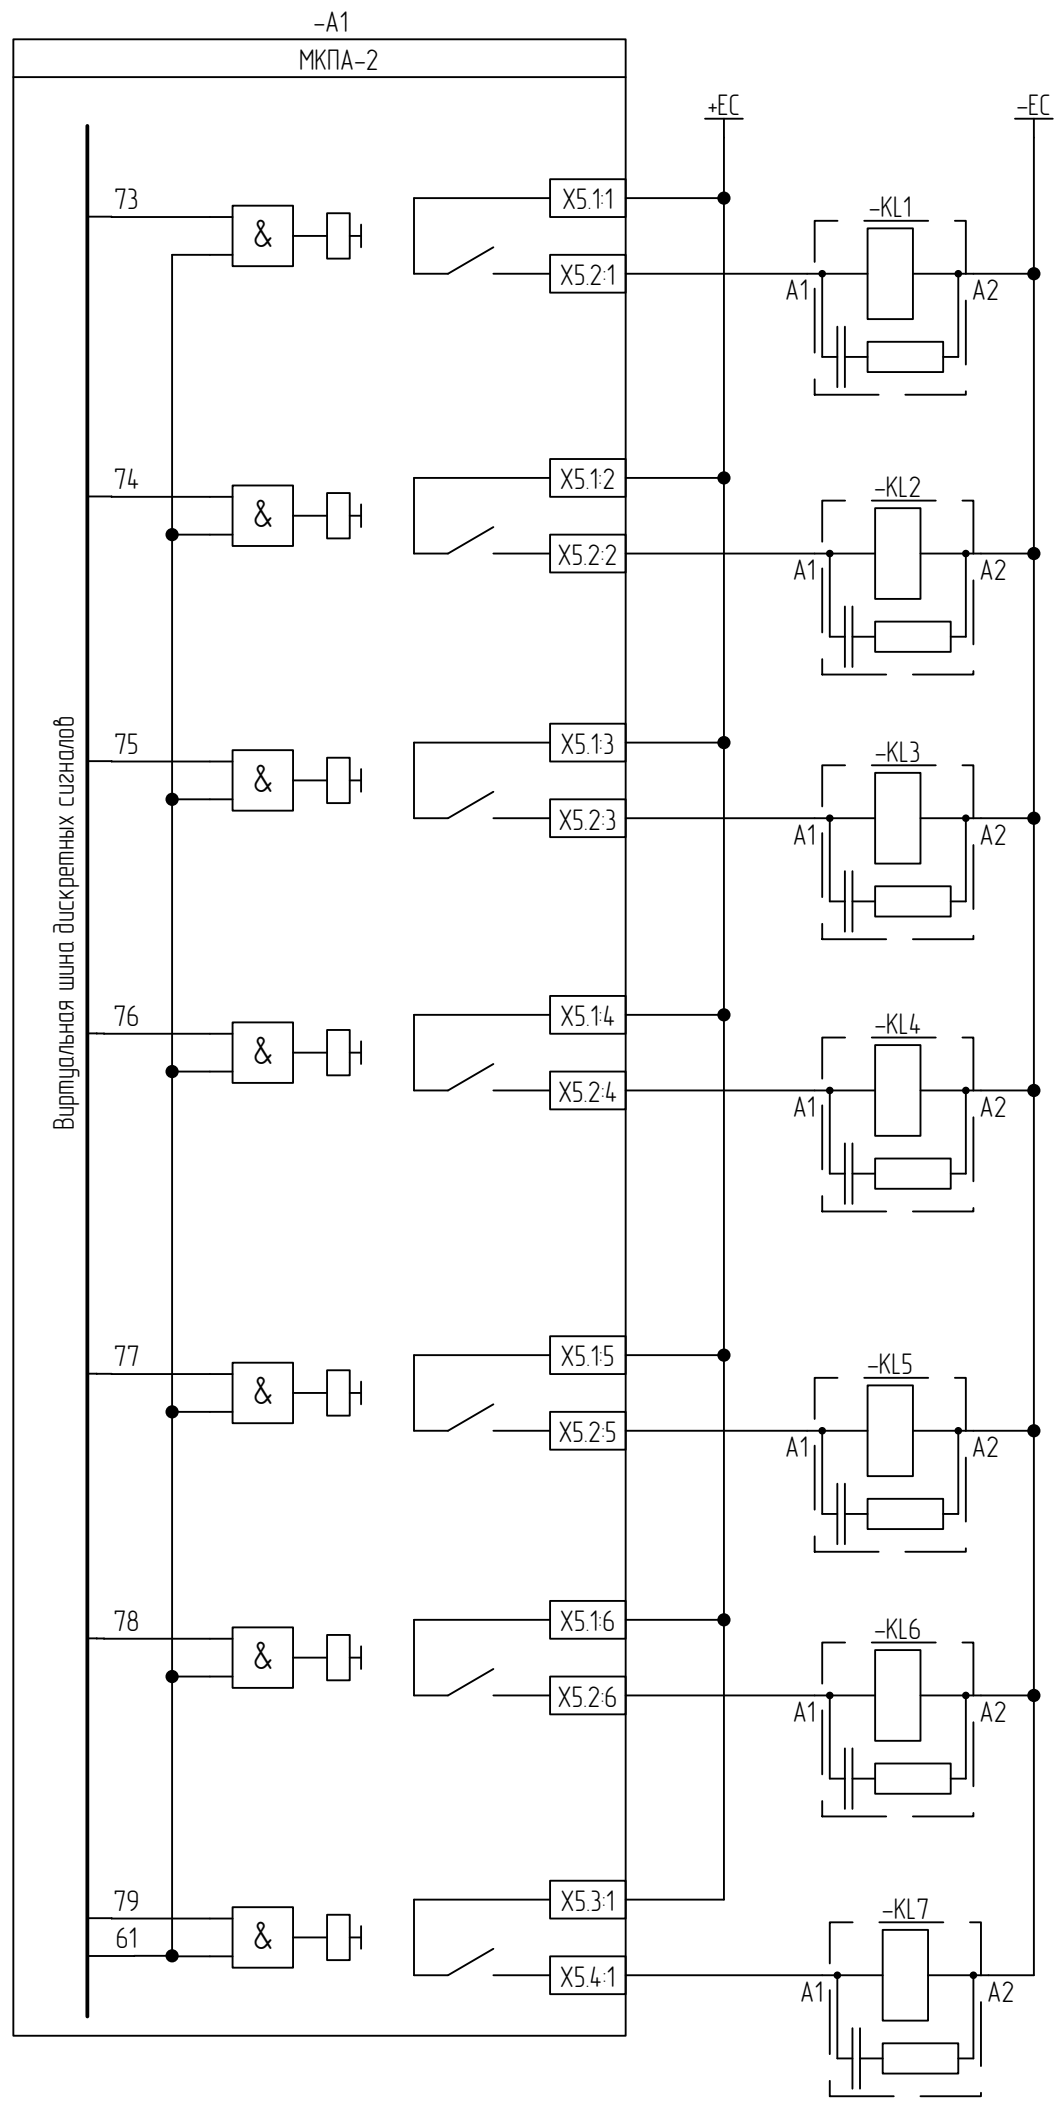 -A1
МКПА-2
+EC
-EC
73
&
X5.1:1
X5.2:1
-KL1
A1
A2
74
&
X5.1:2
X5.2:2
-KL2
A1
A2
75
&
X5.1:3
X5.2:3
-KL3
A1
A2
Виртуальная шина дискретных сигналов
76
&
X5.1:4
X5.2:4
-KL4
A1
A2
77
&
X5.1:5
X5.2:5
-KL5
A1
A2
78
&
X5.1:6
X5.2:6
-KL6
A1
A2
79
61
&
X5.3:1
X5.4:1
-KL7
A1
A2